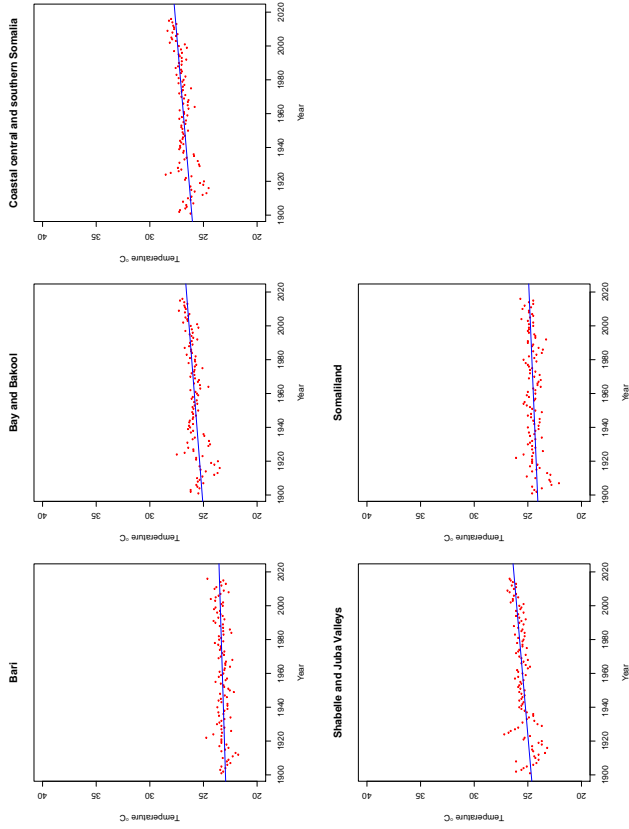 Bari
Temperature °C
40
35
30
25
20
1900 1920 1940 1960 1980 2000 2020
Year
Bay and Bakool
Temperature °C
40
35
30
25
20
1900 1920 1940 1960 1980 2000 2020
Year
Coastal central and southern Somalia
Temperature °C
40
35
30
25
20
1900 1920 1940 1960 1980 2000 2020
Year
Shabelle and Juba Valleys
Temperature °C
40
35
30
25
20
1900 1920 1940 1960 1980 2000 2020
Year
Somaliland
Temperature °C
40
35
30
25
20
1900 1920 1940 1960 1980 2000 2020
Year